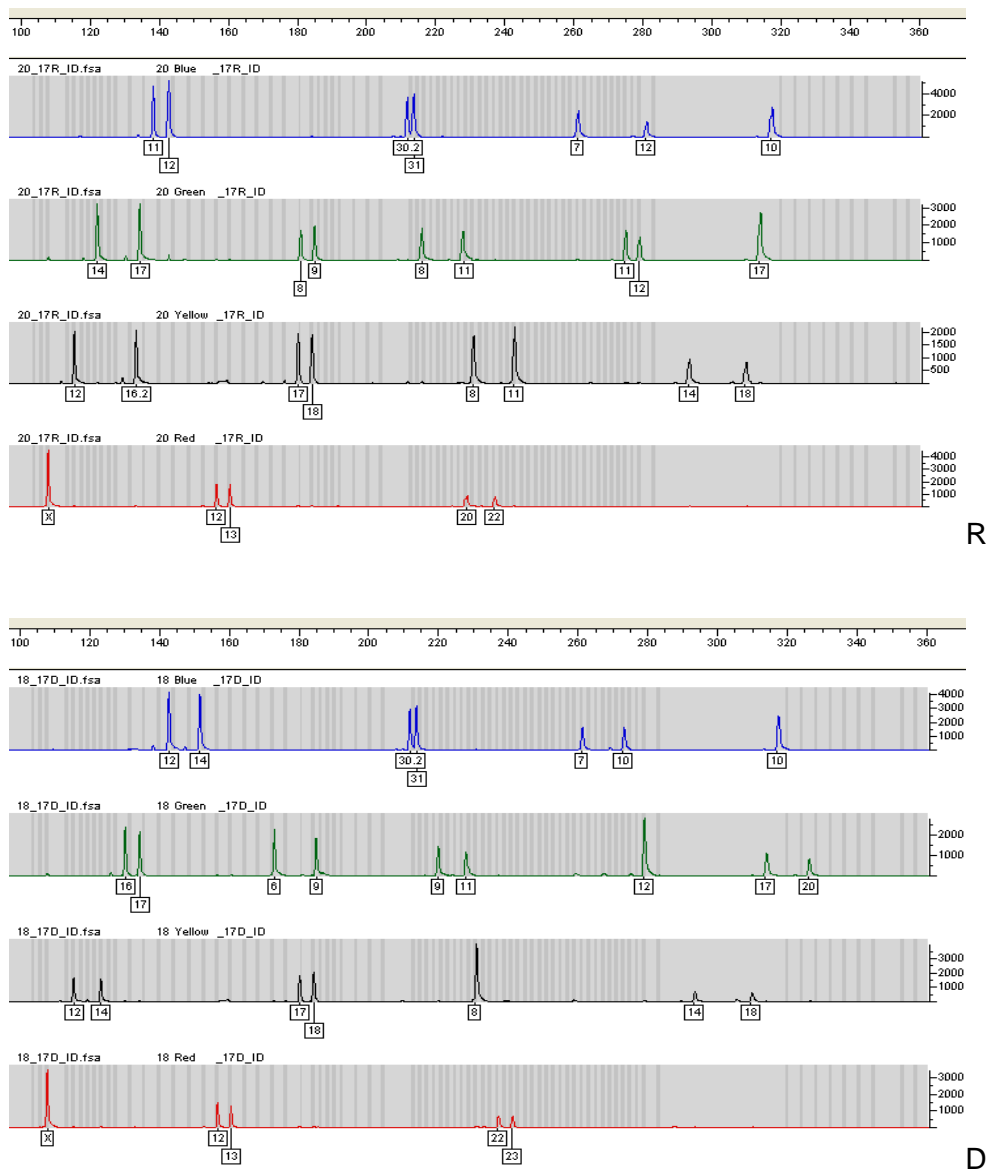 100 120 140 160 180 200 220 240 260 280 300 320 340 360
20_17R_ID.fsa 20 Blue _17R_ID
4000
2000
11 30.2 7 12 10
12 31
20_17R_ID.fsa 20 Green _17R_ID
3000
2000
1000
14 17 9 8 11 11 17
8 12
20_17R_ID.fsa 20 Yellow _17R_ID
2000
1500
1000
500
12 16.2 17 8 11 14 18
18
20_17R_ID.fsa 20 Red _17R_ID
4000
3000
2000
1000
X 12 20 22
13
R
100 120 140 160 180 200 220 240 260 280 300 320 340 360
18_17D_ID.fsa 18 Blue _17D_ID
4000
3000
2000
1000
12 14 30.2 7 10 10
31
18_17D_ID.fsa 18 Green _17D_ID
2000
1000
16 6 9 9 11 12 17 20
17
18_17D_ID.fsa 18 Yellow _17D_ID
3000
2000
1000
12 14 17 8 14 18
18
18_17D_ID.fsa 18 Red _17D_ID
3000
2000
1000
X 12 22
13 23
D